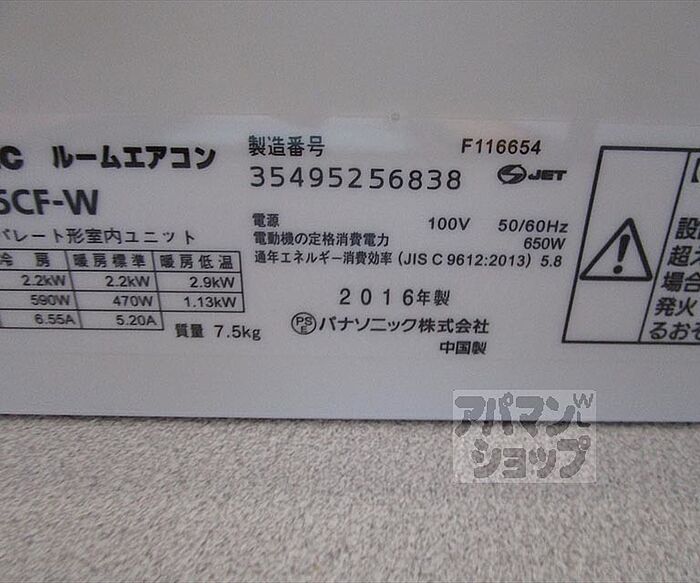 ルームエアコン
5CF-W
パレート形室内ユニット
冷房 暖房標準 暖房低温
2.2kW 2.2kW 2.9kW
590W 470W 1.13kW
6.55A 5.20A
質量 7.5kg
製造番号 F116654
35495256838 JET
電源 100V 50/60Hz
電動機の定格消費電力 650W
通年エネルギー消費効率 (JIS C 9612:2013) 5.8
2016年製
PSE パナソニック株式会社
中国製
設
超ス
場合
発火
るおそ
アパマン
ショップ